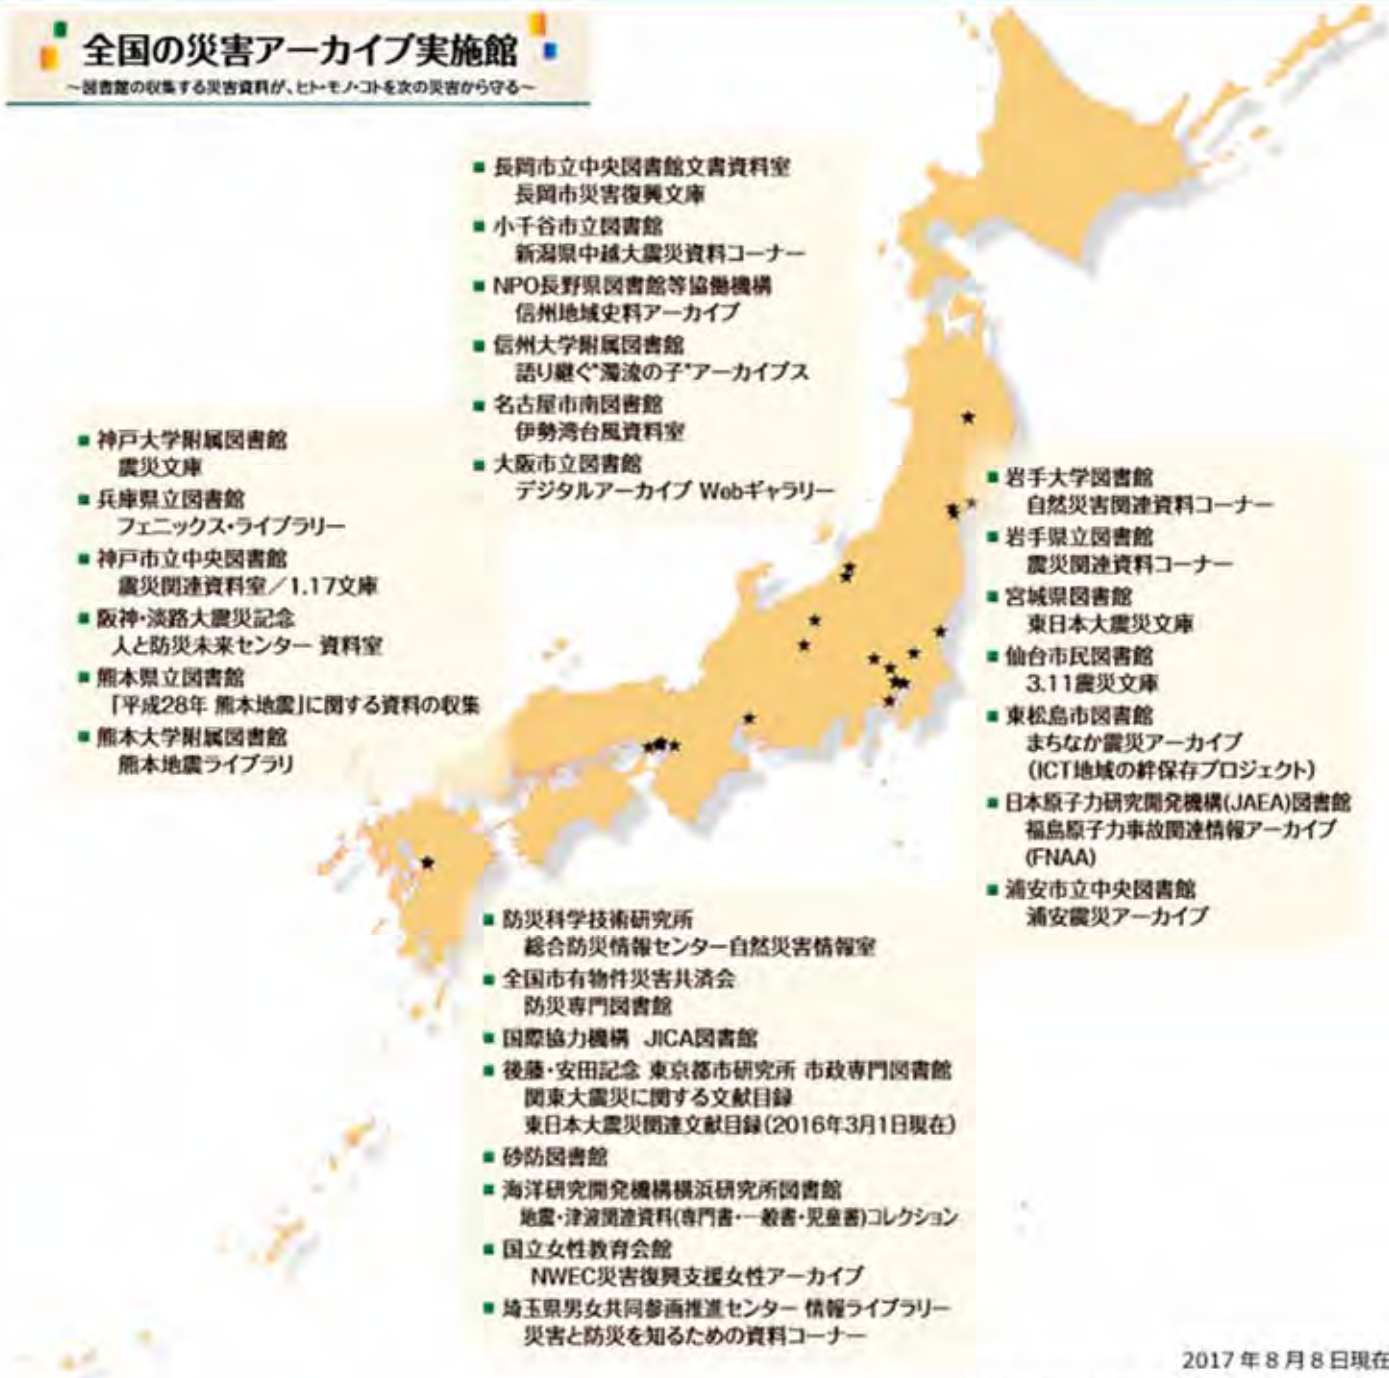 全国の災害アーカイブ実施館
～図書館の収集する災害資料が、ヒト・モノ・コトを次の災害から守る～
■ 長岡市立中央図書館文書資料室
長岡市災害復興文庫
■ 小千谷市立図書館
新潟県中越大震災資料コーナー
■ NPO長野県図書館等協働機構
信州地域史料アーカイブ
■ 信州大学附属図書館
語り継ぐ“濁流の子”アーカイブス
■ 名古屋市南図書館
伊勢湾台風資料室
■ 大阪市立図書館
デジタルアーカイブ Webギャラリー
■ 神戸大学附属図書館
震災文庫
■ 兵庫県立図書館
フェニックス・ライブラリー
■ 神戸市立中央図書館
震災関連資料室／1.17文庫
■ 阪神・淡路大震災記念
人と防災未来センター 資料室
■ 熊本県立図書館
「平成28年 熊本地震」に関する資料の収集
■ 熊本大学附属図書館
熊本地震ライブラリ
■ 岩手大学図書館
自然災害関連資料コーナー
■ 岩手県立図書館
震災関連資料コーナー
■ 宮城県図書館
東日本大震災文庫
■ 仙台市民図書館
3.11震災文庫
■ 東松島市図書館
まちなか震災アーカイブ
（ICT地域の絆保存プロジェクト）
■ 日本原子力研究開発機構(JAEA)図書館
福島原子力事故関連情報アーカイブ
(FNAA)
■ 浦安市立中央図書館
浦安震災アーカイブ
■ 防災科学技術研究所
総合防災情報センター自然災害情報室
■ 全国市有物件災害共済会
防災専門図書館
■ 国際協力機構 JICA図書館
■ 後藤・安田記念 東京都市研究所 市政専門図書館
関東大震災に関する文献目録
東日本大震災関連文献目録（2016年3月1日現在）
■ 砂防図書館
■ 海洋研究開発機構横浜研究所図書館
地震・津波関連資料(専門書・一般書・児童書)コレクション
■ 国立女性教育会館
NWEC災害復興支援女性アーカイブ
■ 埼玉県男女共同参画推進センター 情報ライブラリー
災害と防災を知るための資料コーナー
2017年8月8日現在